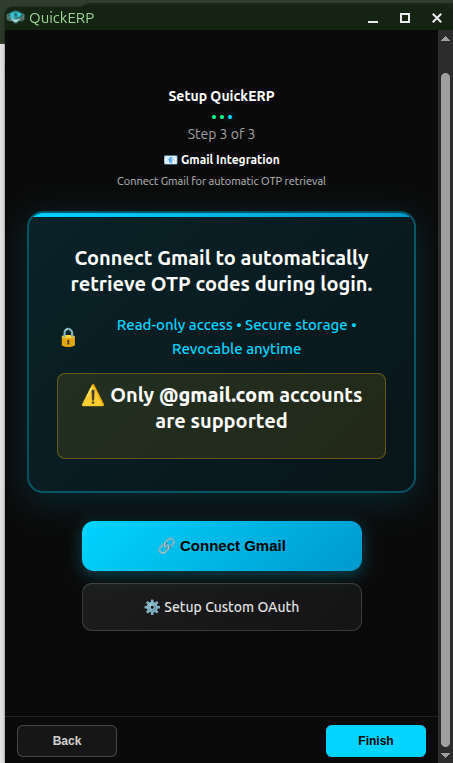 QuickERP
Setup QuickERP
Step 3 of 3
📧 Gmail Integration
Connect Gmail for automatic OTP retrieval
Connect Gmail to automatically
retrieve OTP codes during login.
🔒 Read-only access • Secure storage •
Revocable anytime
⚠️ Only @gmail.com accounts
are supported
🔗 Connect Gmail
⚙️ Setup Custom OAuth
Back
Finish